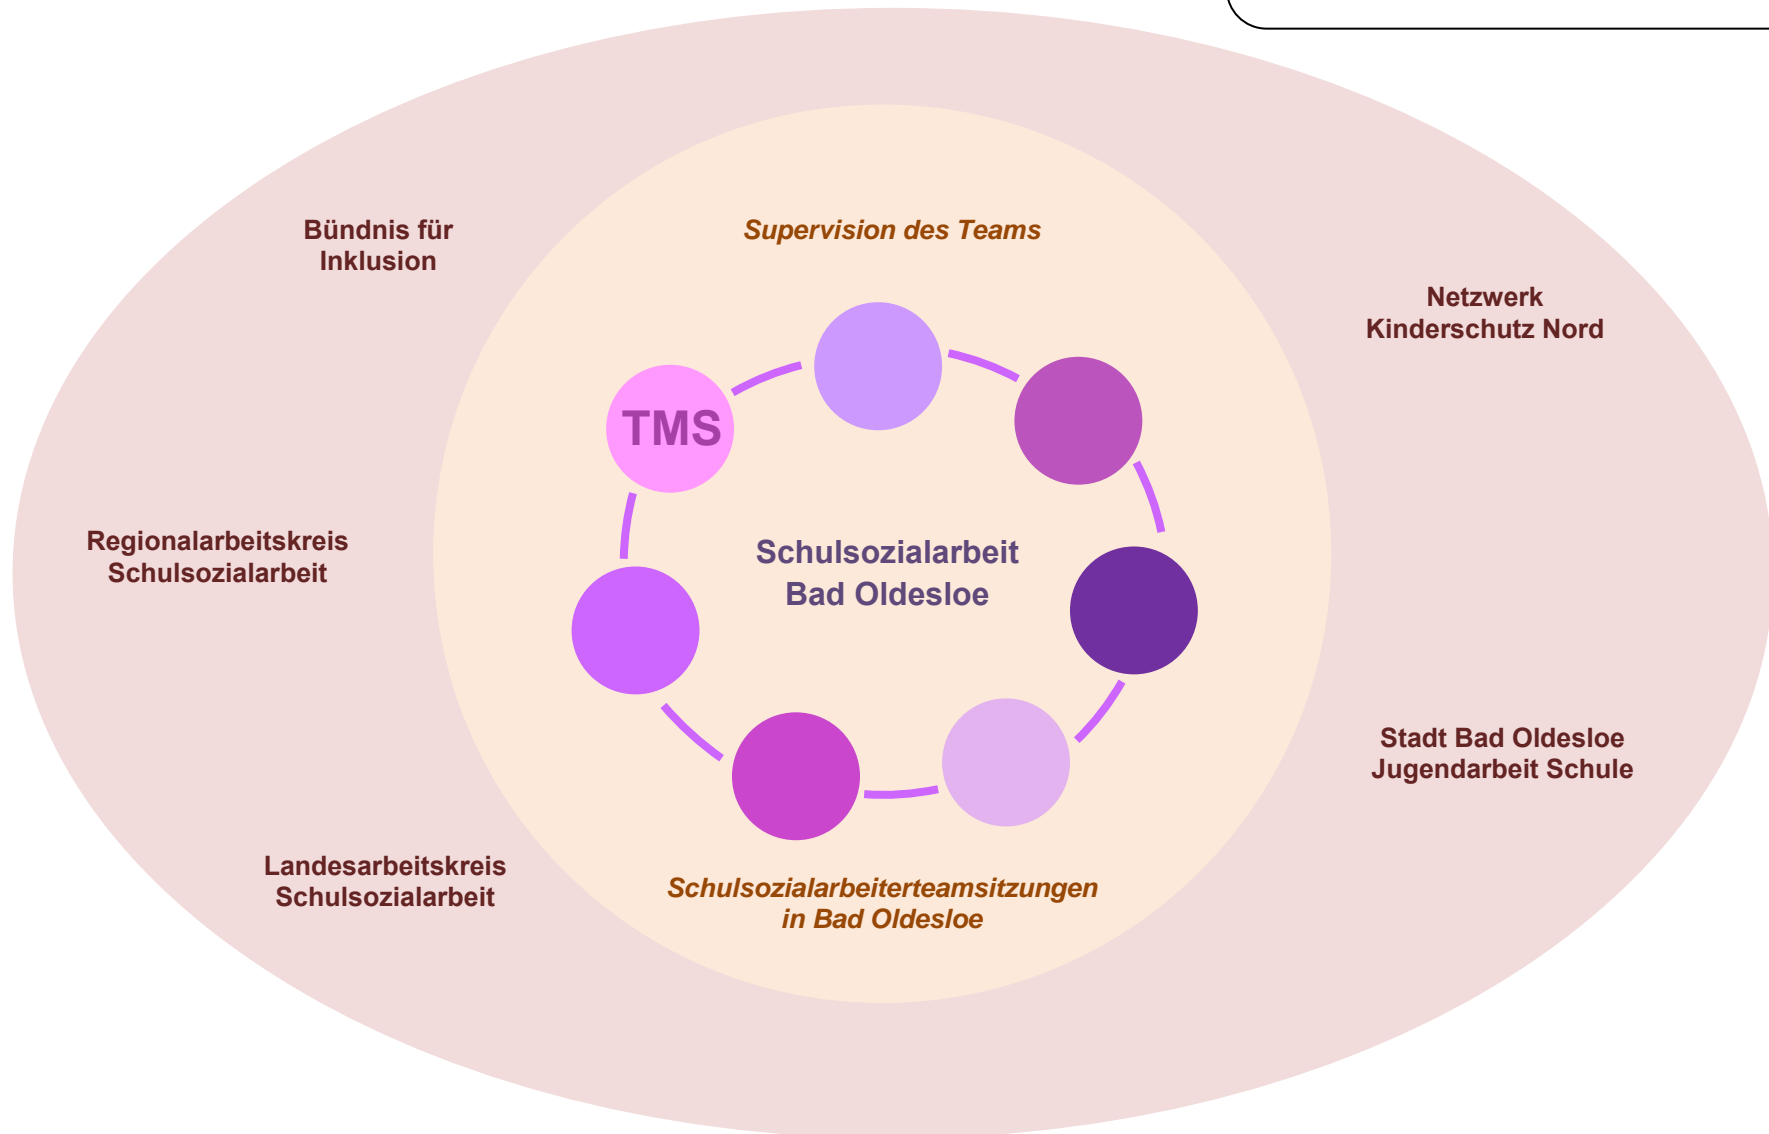 Bündnis für
Inklusion
Supervision des Teams
Netzwerk
Kinderschutz Nord
TMS
Regionalarbeitskreis
Schulsozialarbeit
Schulsozialarbeit
Bad Oldesloe
Stadt Bad Oldesloe
Jugendarbeit Schule
Landesarbeitskreis
Schulsozialarbeit
Schulsozialarbeiterteamsitzungen
in Bad Oldesloe